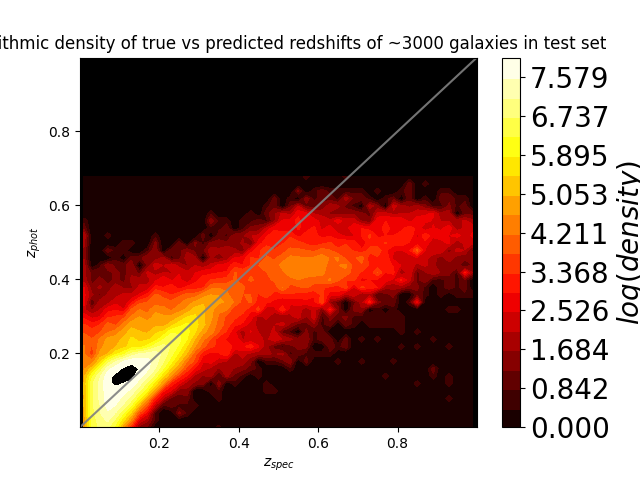 ithmic density of true vs predicted redshifts of ~3000 galaxies in test set
7.579
6.737
5.895
5.053
4.211
3.368
2.526
1.684
0.842
0.000
log(density)
0.8
0.6
0.4
0.2
z_phot
0.2 0.4 0.6 0.8
z_spec